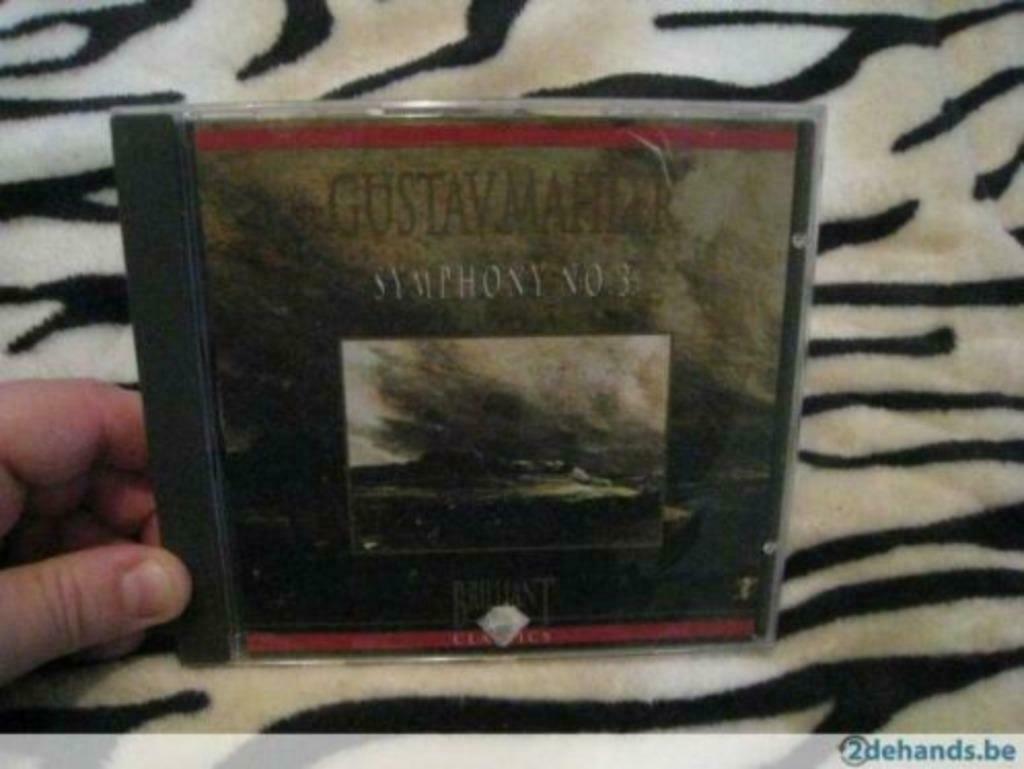 GUSTAV MAHLER
SYMPHONY NO 3
BRILLIANT
CLASSICS
2dehands.be